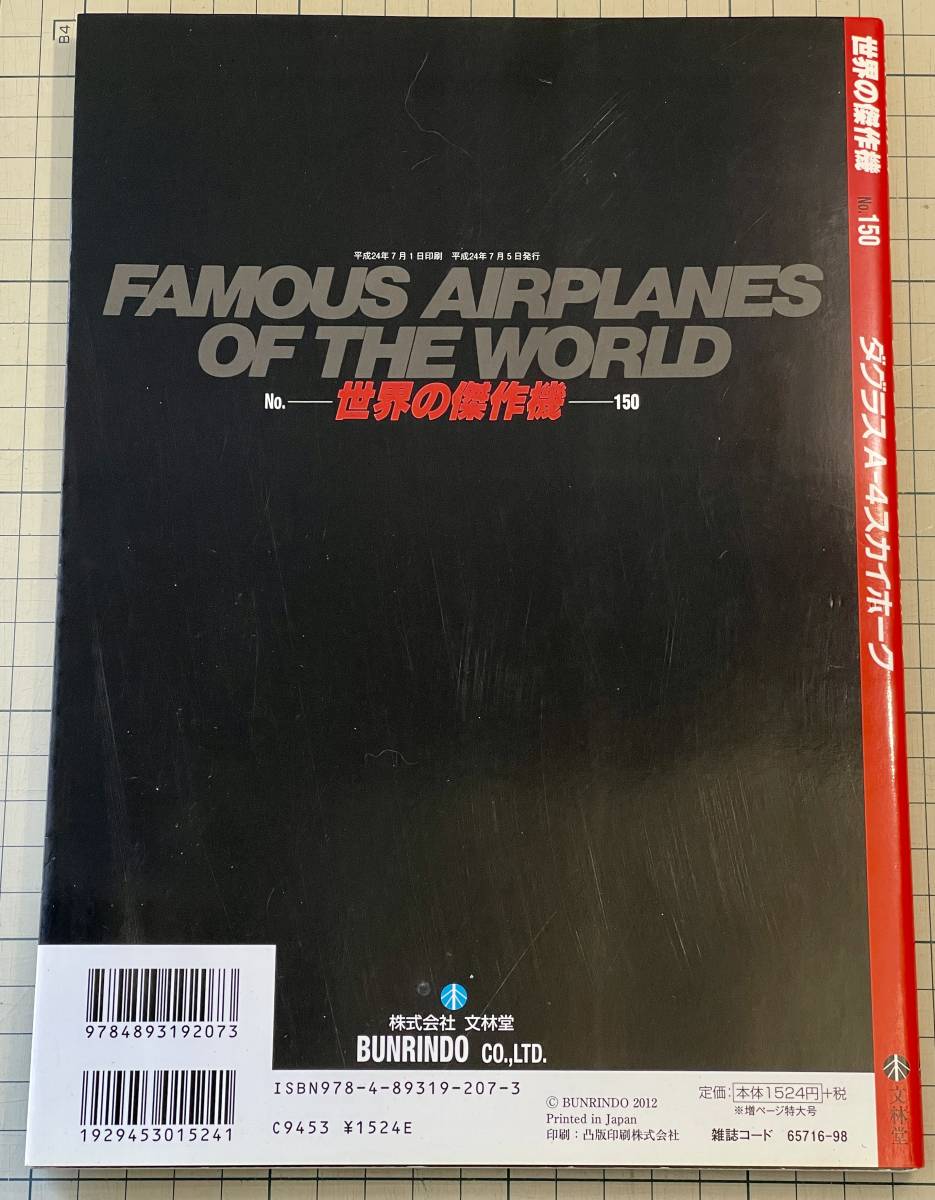 B4
平成24年7月1日印刷　平成24年7月5日発行
FAMOUS AIRPLANES
OF THE WORLD
No. 世界の傑作機 150
株式会社 文林堂
BUNRINDO CO.,LTD.
9784893192073
1929453015241
ISBN978-4-89319-207-3
C9453 ¥1524E
© BUNRINDO 2012
Printed in Japan
印刷：凸版印刷株式会社
定価：本体1524円+税
※増ページ特大号
雑誌コード 65716-98
世界の傑作機 No.150 ダグラス A-4スカイホーク
文林堂